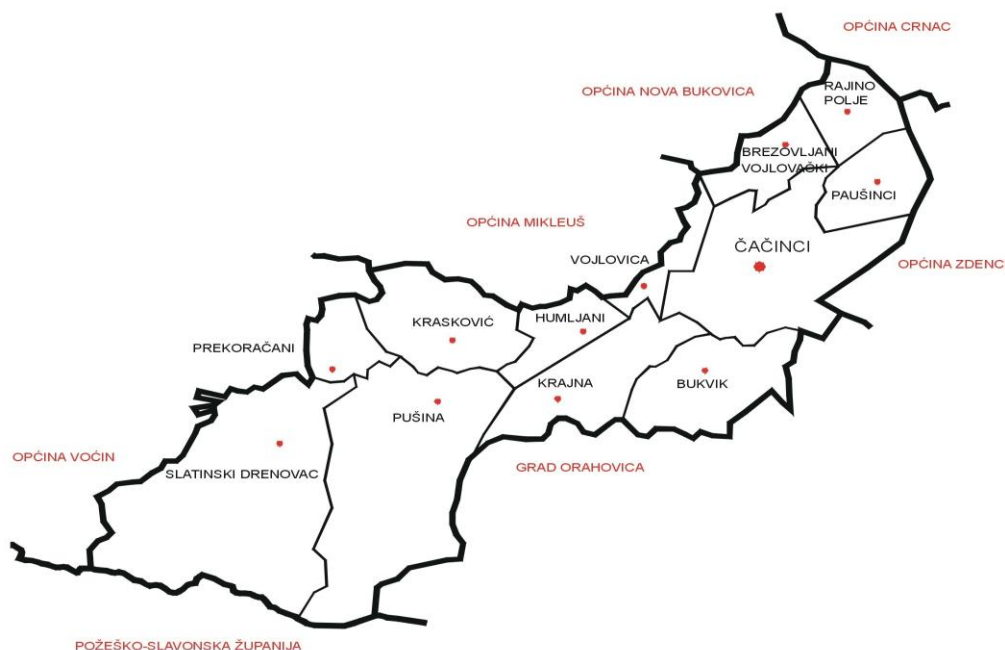 OPĆINA CRNAC
OPĆINA NOVA BUKOVICA
RAJINO
POLJE
BREZOVLJANI
VOJLOVAČKI
PAUŠINCI
OPĆINA MIKLEUŠ
ČAČINCI
VOJLOVICA
OPĆINA ZDENC
HUMLJANI
KRASKOVIĆ
PREKORAČANI
KRAJNA
BUKVIK
PUŠINA
OPĆINA VOĆIN
GRAD ORAHOVICA
SLATINSKI DRENOVAC
POŽEŠKO-SLAVONSKA ŽUPANIJA